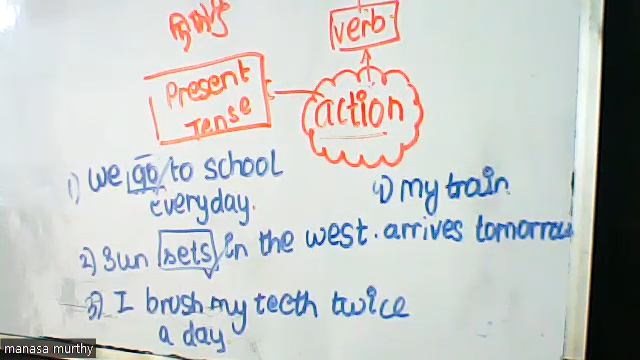 verb
Present
Tense
action
1) We go to school
everyday.
2) Sun sets in the west.
3) I brush my teeth twice
a day
4) My train
arrives tomorrow
manasa murthy